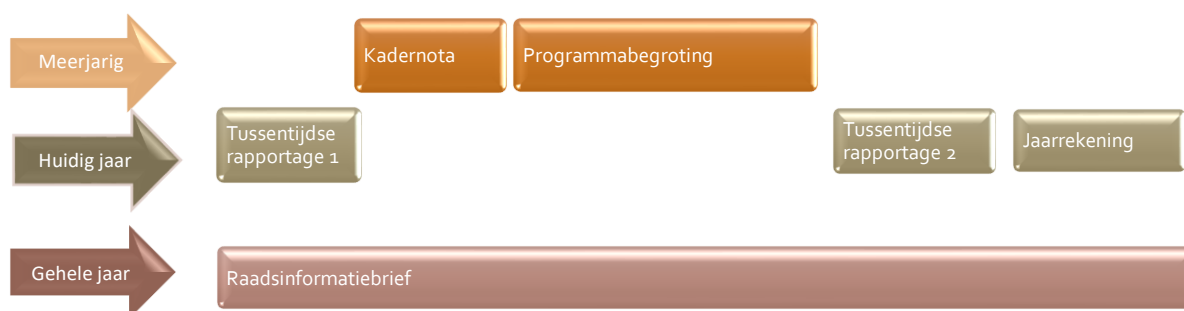 Meerjarig
Kadernota
Programmabegroting
Huidig jaar
Tussentijdse
rapportage 1
Tussentijdse
rapportage 2
Jaarrekening
Gehele jaar
Raadsinformatiebrief